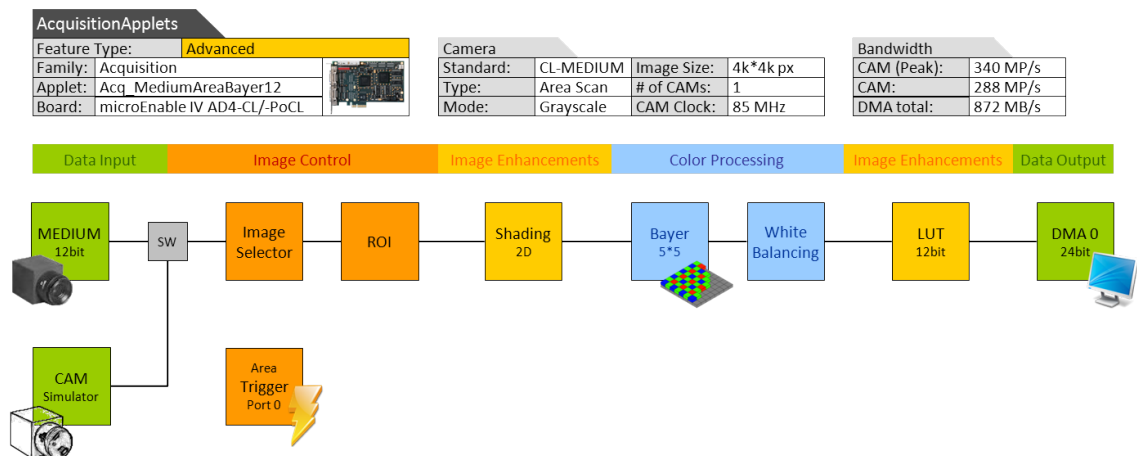 AcquisitionApplets
Feature Type: Advanced
Family: Acquisition
Applet: Acq_MediumAreaBayer12
Board: microEnable IV AD4-CL/-PoCL
Camera
Standard: CL-MEDIUM Image Size: 4k*4k px
Type: Area Scan # of CAMs: 1
Mode: Grayscale CAM Clock: 85 MHz
Bandwidth
CAM (Peak): 340 MP/s
CAM: 288 MP/s
DMA total: 872 MB/s
Data Input Image Control Image Enhancements Color Processing Image Enhancements Data Output
MEDIUM
12bit
SW
Image
Selector
ROI
Shading
2D
Bayer
5*5
White
Balancing
LUT
12bit
DMA 0
24bit
CAM
Simulator
Area
Trigger
Port 0